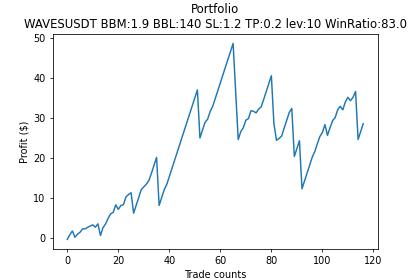 Portfolio
WAVESUSDT BBM:1.9 BBL:140 SL:1.2 TP:0.2 lev:10 WinRatio:83.0
Profit ($)
50
40
30
20
10
0
0 20 40 60 80 100 120
Trade counts